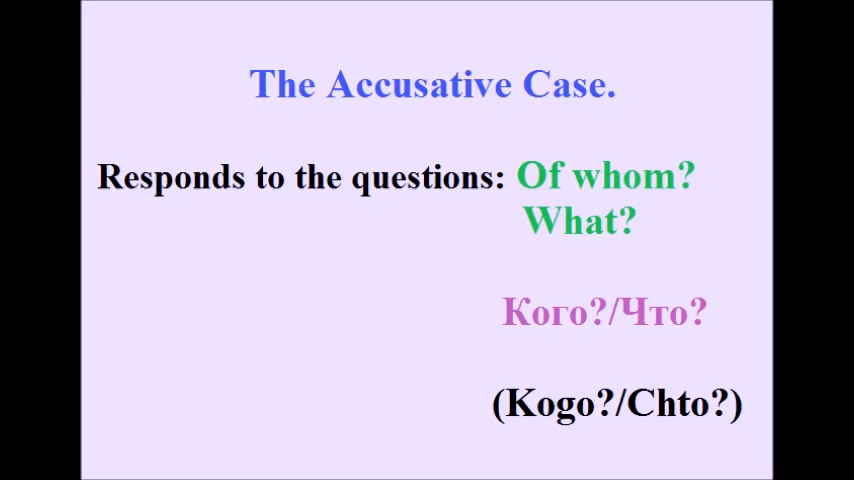 The Accusative Case.
Responds to the questions: Of whom?
What?
Кого?/Что?
(Kogo?/Chto?)